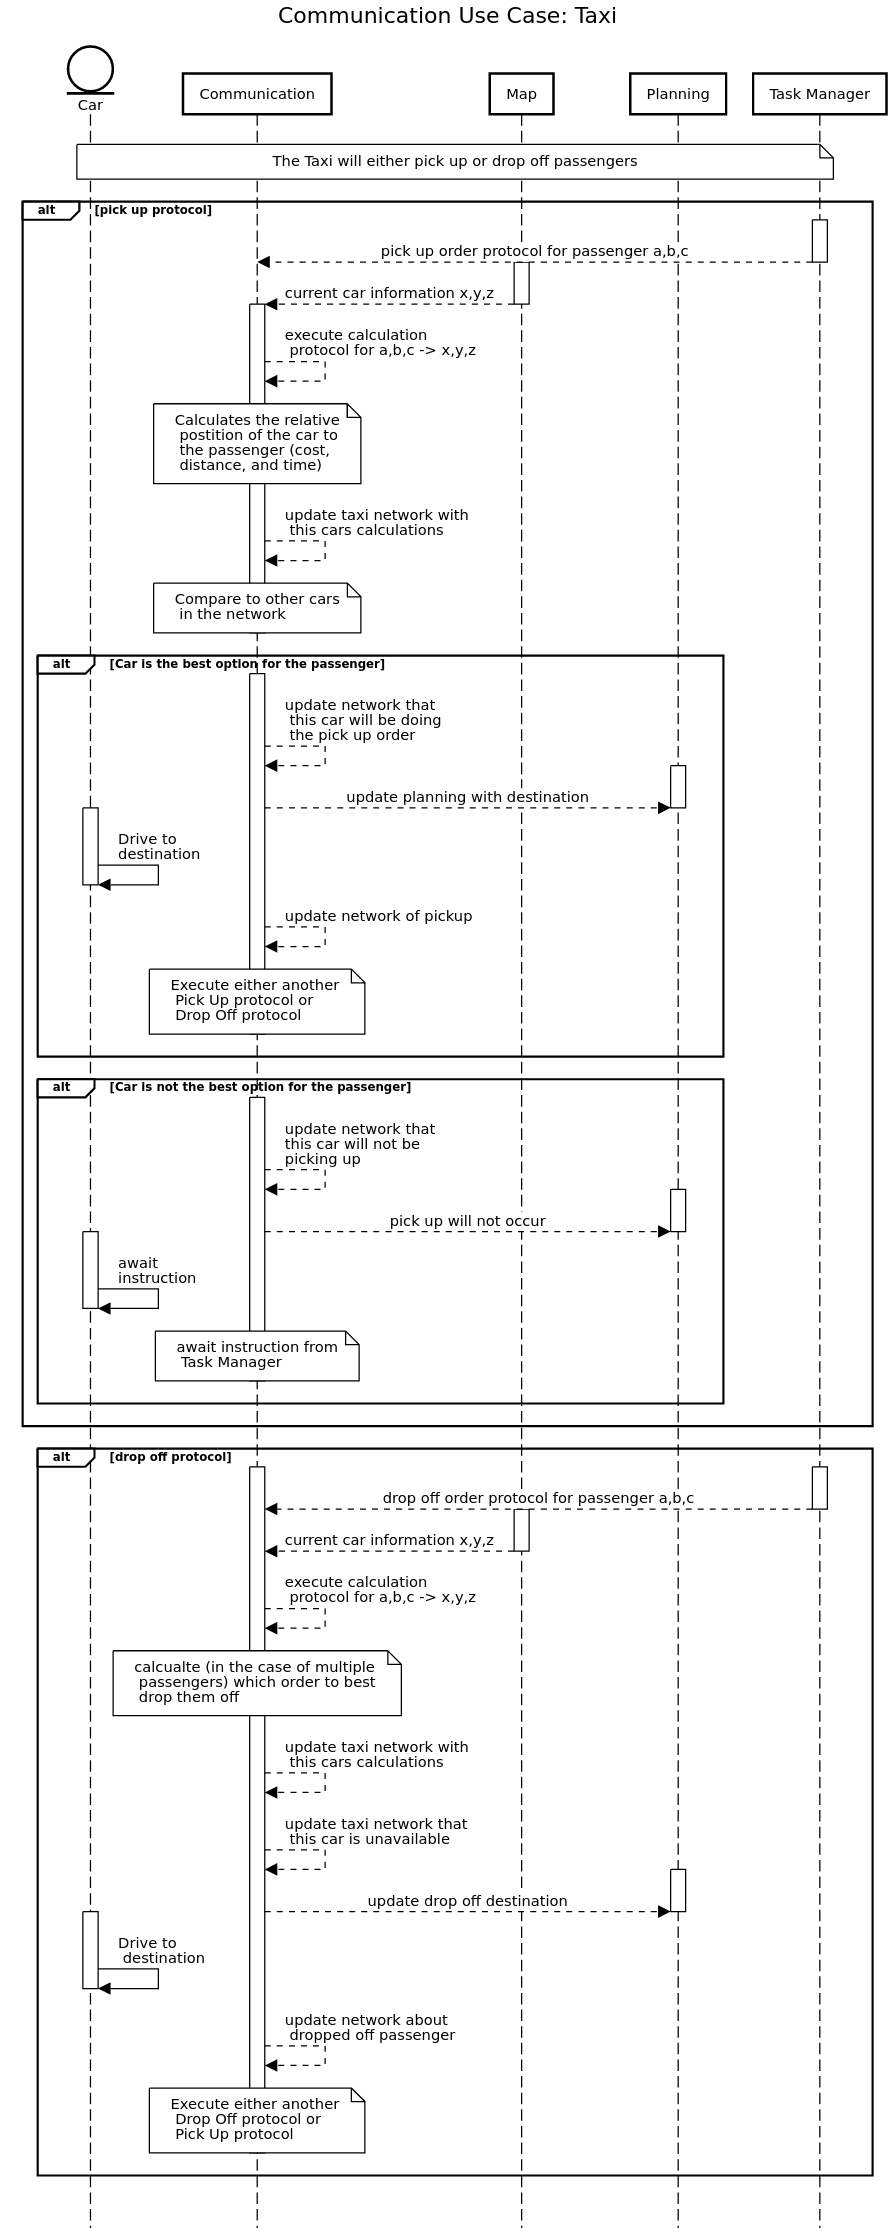 Communication Use Case: Taxi
Car
Communication
Map
Planning
Task Manager
The Taxi will either pick up or drop off passengers
alt
[pick up protocol]
pick up order protocol for passenger a,b,c
current car information x,y,z
execute calculation
protocol for a,b,c -> x,y,z
Calculates the relative
postition of the car to
the passenger (cost,
distance, and time)
update taxi network with
this cars calculations
Compare to other cars
in the network
alt
[Car is the best option for the passenger]
update network that
this car will be doing
the pick up order
update planning with destination
Drive to
destination
update network of pickup
Execute either another
Pick Up protocol or
Drop Off protocol
alt
[Car is not the best option for the passenger]
update network that
this car will not be
picking up
pick up will not occur
await
instruction
await instruction from
Task Manager
alt
[drop off protocol]
drop off order protocol for passenger a,b,c
current car information x,y,z
execute calculation
protocol for a,b,c -> x,y,z
calcualte (in the case of multiple
passengers) which order to best
drop them off
update taxi network with
this cars calculations
update taxi network that
this car is unavailable
update drop off destination
Drive to
destination
update network about
dropped off passenger
Execute either another
Drop Off protocol or
Pick Up protocol